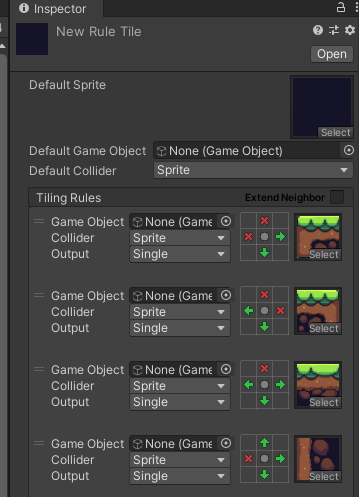 Inspector
New Rule Tile
Open
Default Sprite
Select
Default Game Object None (Game Object)
Default Collider Sprite
Tiling Rules Extend Neighbor
Game Object None (Game
Collider Sprite
Output Single Select
Game Object None (Game
Collider Sprite
Output Single Select
Game Object None (Game
Collider Sprite
Output Single Select
Game Object None (Game
Collider Sprite
Output Single Select